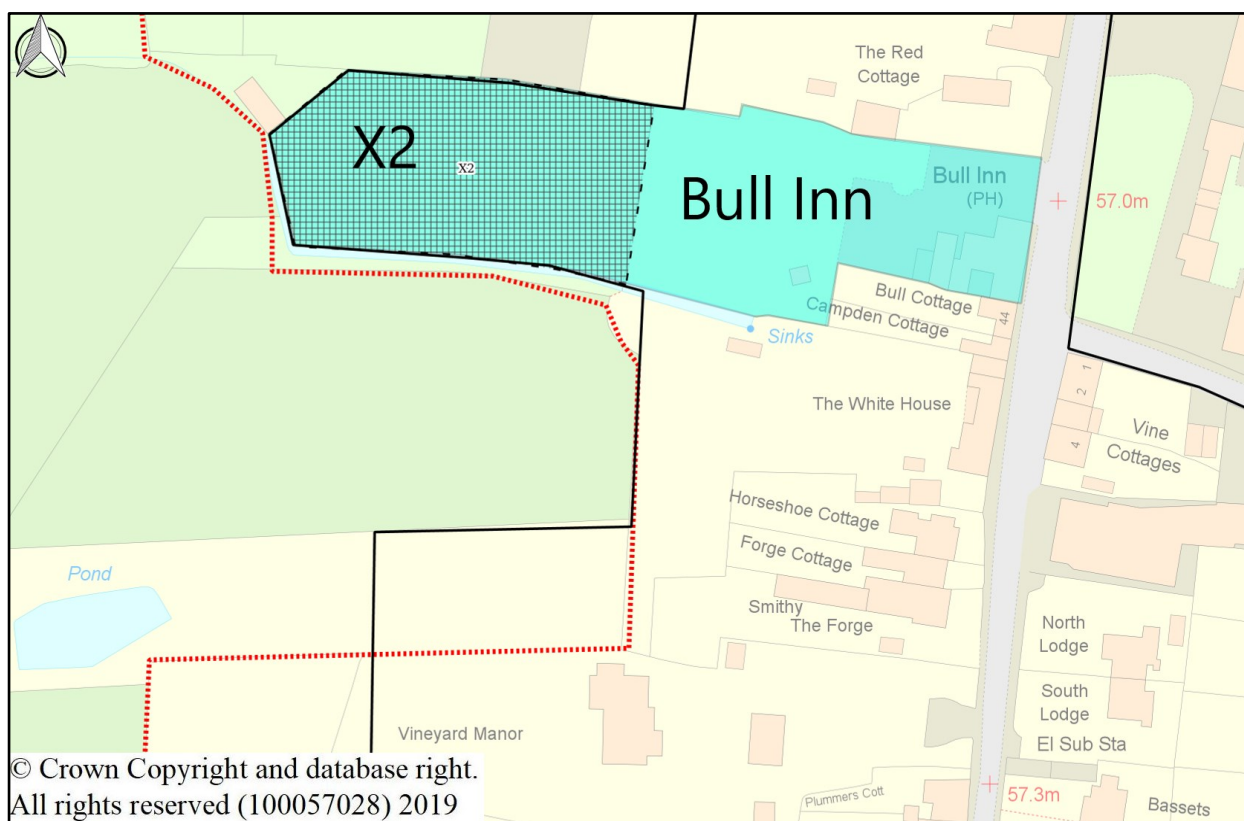 The Red
Cottage
X2
X2
Bull Inn
Bull Inn
(PH)
57.0m
Bull Cottage
Campden Cottage
44
Sinks
1
2
4
The White House
Vine
Cottages
Horseshoe Cottage
Forge Cottage
Pond
Smithy
The Forge
North
Lodge
South
Lodge
Vineyard Manor
El Sub Sta
© Crown Copyright and database right.
All rights reserved (100057028) 2019
Plummers Cott
57.3m
Bassets